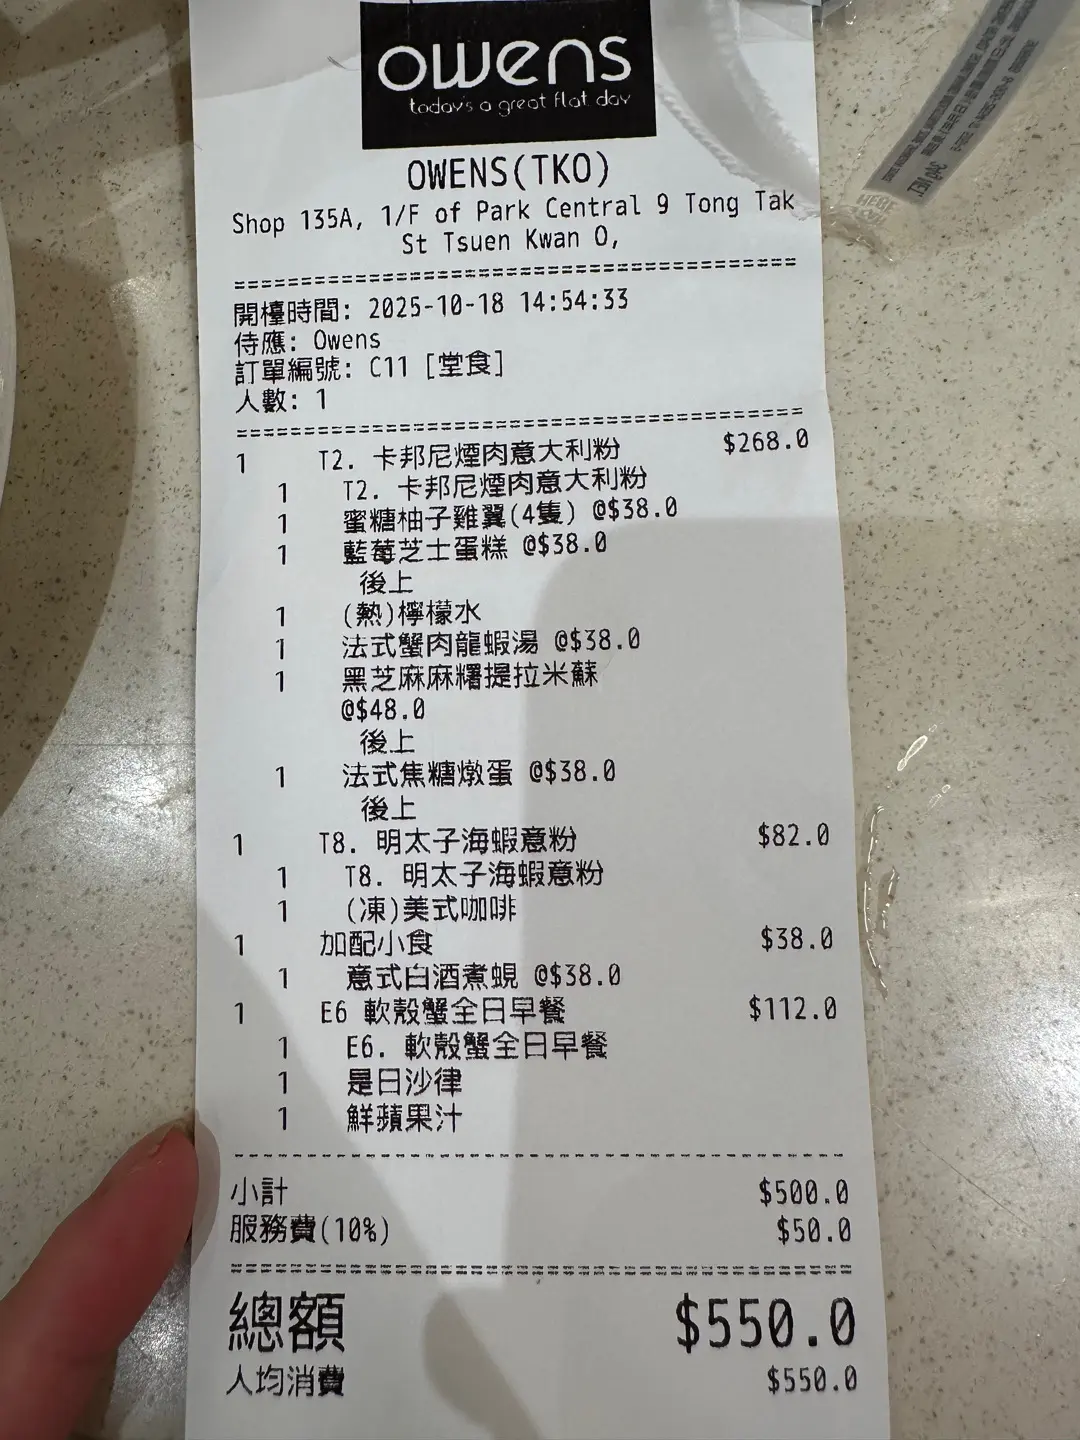 owens
today's a great flat day
OWENS(TKO)
Shop 135A, 1/F of Park Central 9 Tong Tak
St Tsuen Kwan O,
開檯時間: 2025-10-18 14:54:33
侍應: Owens
訂單編號: C11 [堂食]
人數: 1
1 T2. 卡邦尼煙肉意大利粉 $268.0
1 T2. 卡邦尼煙肉意大利粉
1 蜜糖柚子雞翼(4隻) @$38.0
1 藍莓芝士蛋糕 @$38.0
後上
1 (熱)檸檬水
1 法式蟹肉龍蝦湯 @$38.0
1 黑芝麻麻糬提拉米蘇
@$48.0
後上
1 法式焦糖燉蛋 @$38.0
後上
1 T8. 明太子海蝦意粉 $82.0
1 T8. 明太子海蝦意粉
1 (凍)美式咖啡
1 加配小食 $38.0
1 意式白酒煮蜆 @$38.0
1 E6 軟殼蟹全日早餐 $112.0
1 E6. 軟殼蟹全日早餐
1 是日沙律
1 鮮蘋果汁
小計 $500.0
服務費(10%) $50.0
總額 $550.0
人均消費 $550.0